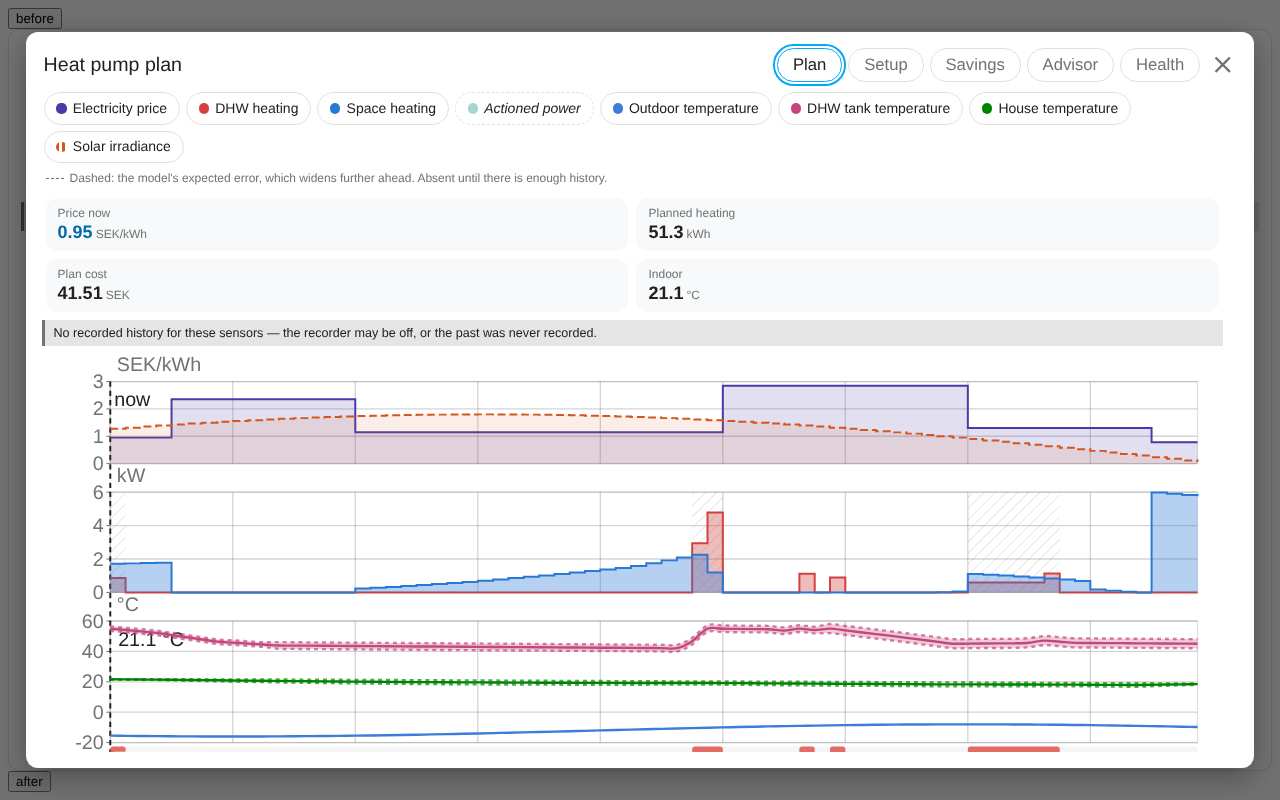 before
Heat pump plan
Plan
Setup
Savings
Advisor
Health
Electricity price
DHW heating
Space heating
Actioned power
Outdoor temperature
DHW tank temperature
House temperature
Solar irradiance
Dashed: the model's expected error, which widens further ahead. Absent until there is enough history.
Price now
0.95 SEK/kWh
Planned heating
51.3 kWh
Plan cost
41.51 SEK
Indoor
21.1 °C
No recorded history for these sensors — the recorder may be off, or the past was never recorded.
SEK/kWh
3
now
2
1
0
kW
6
4
2
0
°C
60
21.1 °C
40
20
0
-20
after